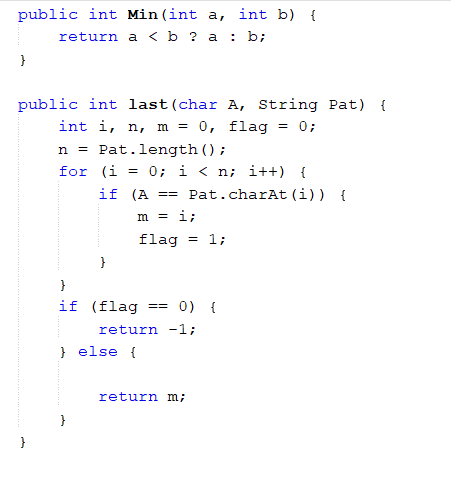 public int Min(int a, int b) {
    return a < b ? a : b;
}

public int last(char A, String Pat) {
    int i, n, m = 0, flag = 0;
    n = Pat.length();
    for (i = 0; i < n; i++) {
        if (A == Pat.charAt(i)) {
            m = i;
            flag = 1;
        }
    }
    if (flag == 0) {
        return -1;
    } else {

        return m;
    }
}